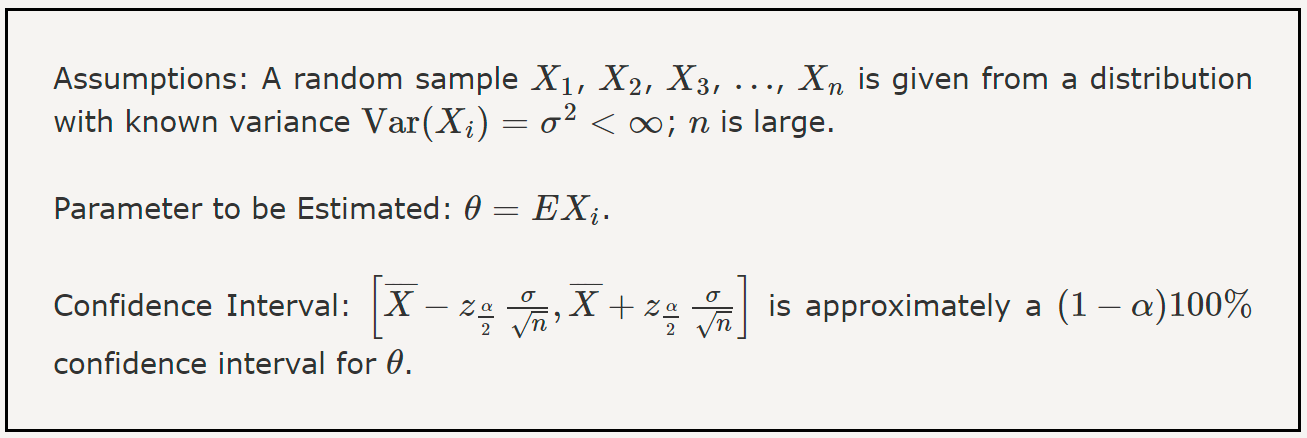 Assumptions: A random sample $X_1$, $X_2$, $X_3$, $\ldots$, $X_n$ is given from a distribution
with known variance $\mathrm{Var}(X_i) = \sigma^2 < \infty$; $n$ is large.
Parameter to be Estimated: $\theta = EX_i$.
Confidence Interval: $\left[\overline{X} - z_{\frac{\alpha}{2}} \frac{\sigma}{\sqrt{n}}, \overline{X} + z_{\frac{\alpha}{2}} \frac{\sigma}{\sqrt{n}}\right]$ is approximately a $(1 - \alpha)100\%$
confidence interval for $\theta$.